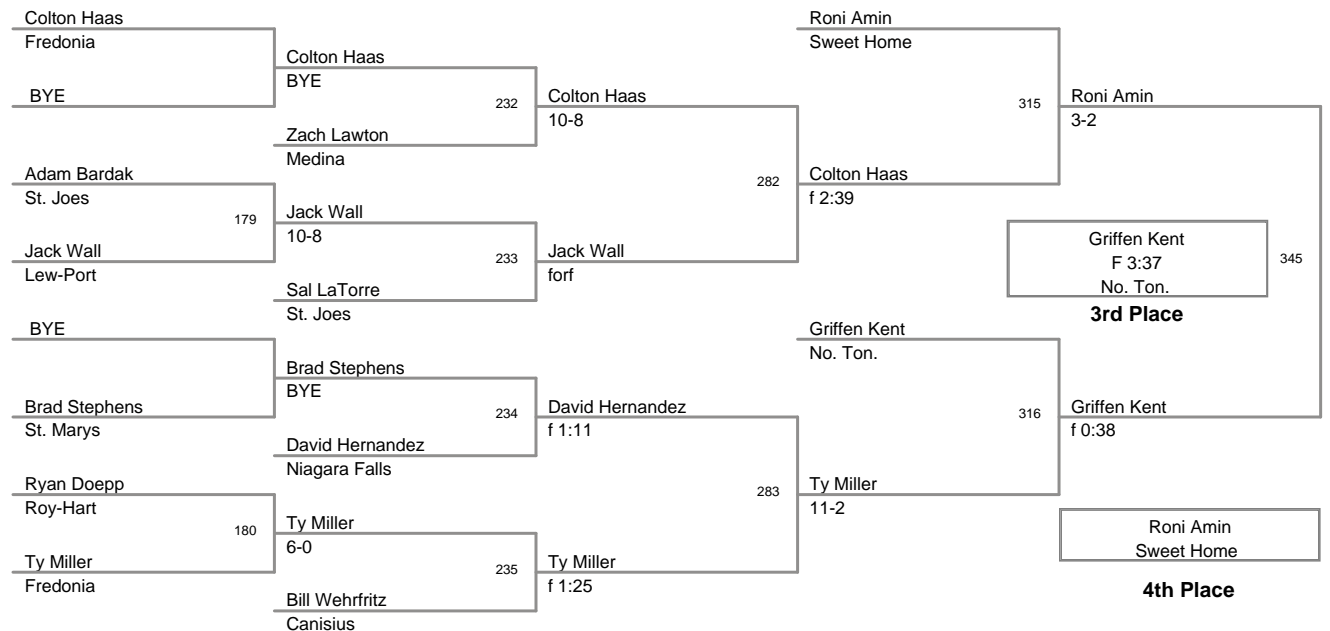 Colton Haas
Fredonia
BYE
Adam Bardak
St. Joes
179
Jack Wall
Lew-Port
BYE
Brad Stephens
St. Marys
Ryan Doepp
Roy-Hart
180
Ty Miller
Fredonia
Colton Haas
BYE
232
Zach Lawton
Medina
Jack Wall
10-8
233
Sal LaTorre
St. Joes
Brad Stephens
BYE
234
David Hernandez
Niagara Falls
Ty Miller
6-0
235
Bill Wehrfritz
Canisius
Colton Haas
10-8
282
Jack Wall
forf
David Hernandez
f 1:11
283
Ty Miller
f 1:25
Roni Amin
Sweet Home
315
Colton Haas
f 2:39
Griffen Kent
No. Ton.
316
Ty Miller
11-2
Roni Amin
3-2
Griffen Kent
F 3:37
No. Ton.
345
3rd Place
Griffen Kent
f 0:38
Roni Amin
Sweet Home
4th Place